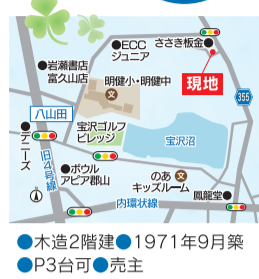 ●ECC
ジュニア
ささき板金●
●岩瀬書店
富久山店
明健小・明健中
文
現地
355
八山田
宝沢ゴルフ
ビレッジ
宝沢沼
●デニーズ
旧4号線
●ボウル
アピア郡山
のあ文
キッズルーム
鳳龍堂●
内環状線
N
●木造2階建●1971年9月築
●P3台可●売主